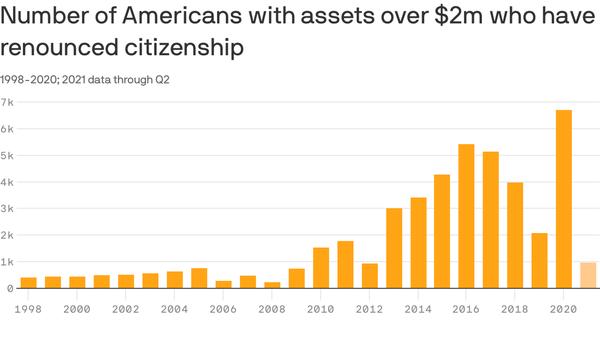 Number of Americans with assets over $2m who have
renounced citizenship
1998-2020; 2021 data through Q2
7k
6k
5k
4k
3k
2k
1k
0
1998 2000 2002 2004 2006 2008 2010 2012 2014 2016 2018 2020